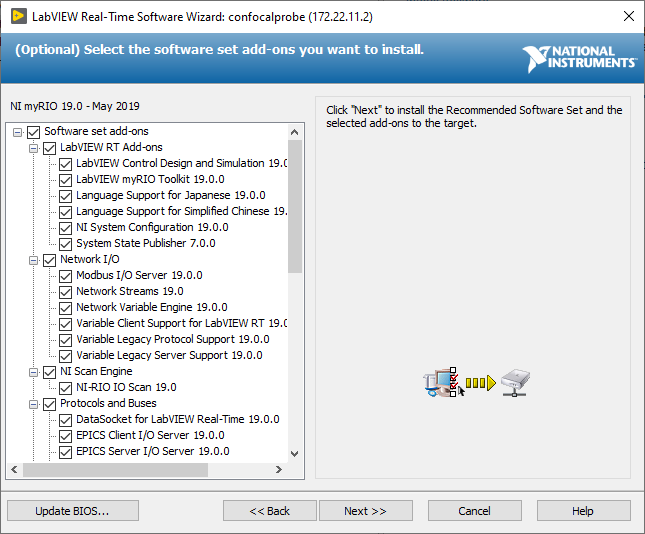 LabVIEW Real-Time Software Wizard: confocalprobe (172.22.11.2)
(Optional) Select the software set add-ons you want to install.
NATIONAL
INSTRUMENTS
NI myRIO 19.0 - May 2019
Software set add-ons
LabVIEW RT Add-ons
LabVIEW Control Design and Simulation 19.0
LabVIEW myRIO Toolkit 19.0.0
Language Support for Japanese 19.0.0
Language Support for Simplified Chinese 19.
NI System Configuration 19.0.0
System State Publisher 7.0.0
Network I/O
Modbus I/O Server 19.0.0
Network Streams 19.0
Network Variable Engine 19.0.0
Variable Client Support for LabVIEW RT 19.0
Variable Legacy Protocol Support 19.0.0
Variable Legacy Server Support 19.0.0
NI Scan Engine
NI-RIO IO Scan 19.0
Protocols and Buses
DataSocket for LabVIEW Real-Time 19.0.0
EPICS Client I/O Server 19.0.0
EPICS Server I/O Server 19.0.0
Click "Next" to install the Recommended Software Set and the
selected add-ons to the target.
Update BIOS...
<< Back
Next >>
Cancel
Help